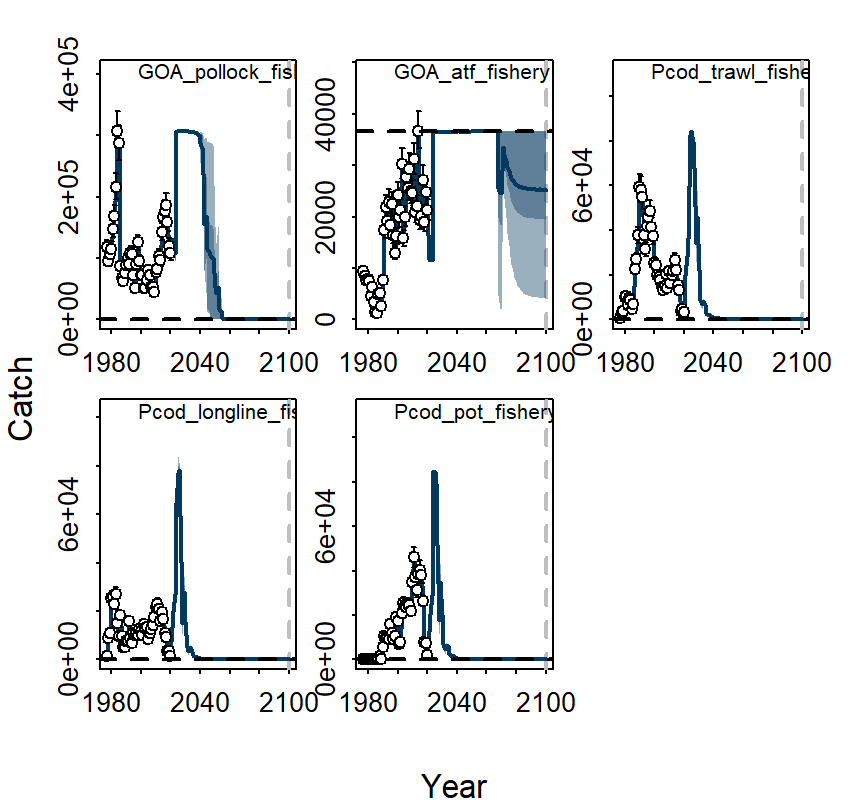 GOA_pollock_fis
GOA_atf_fishery
Pcod_trawl_fishe
0e+00 2e+05 4e+05
0 20000 40000
0e+00 6e+04
1980 2040 2100
1980 2040 2100
1980 2040 2100
Catch
Pcod_longline_fis
Pcod_pot_fishery
0e+00 6e+04
0e+00 6e+04
1980 2040 2100
1980 2040 2100
Year